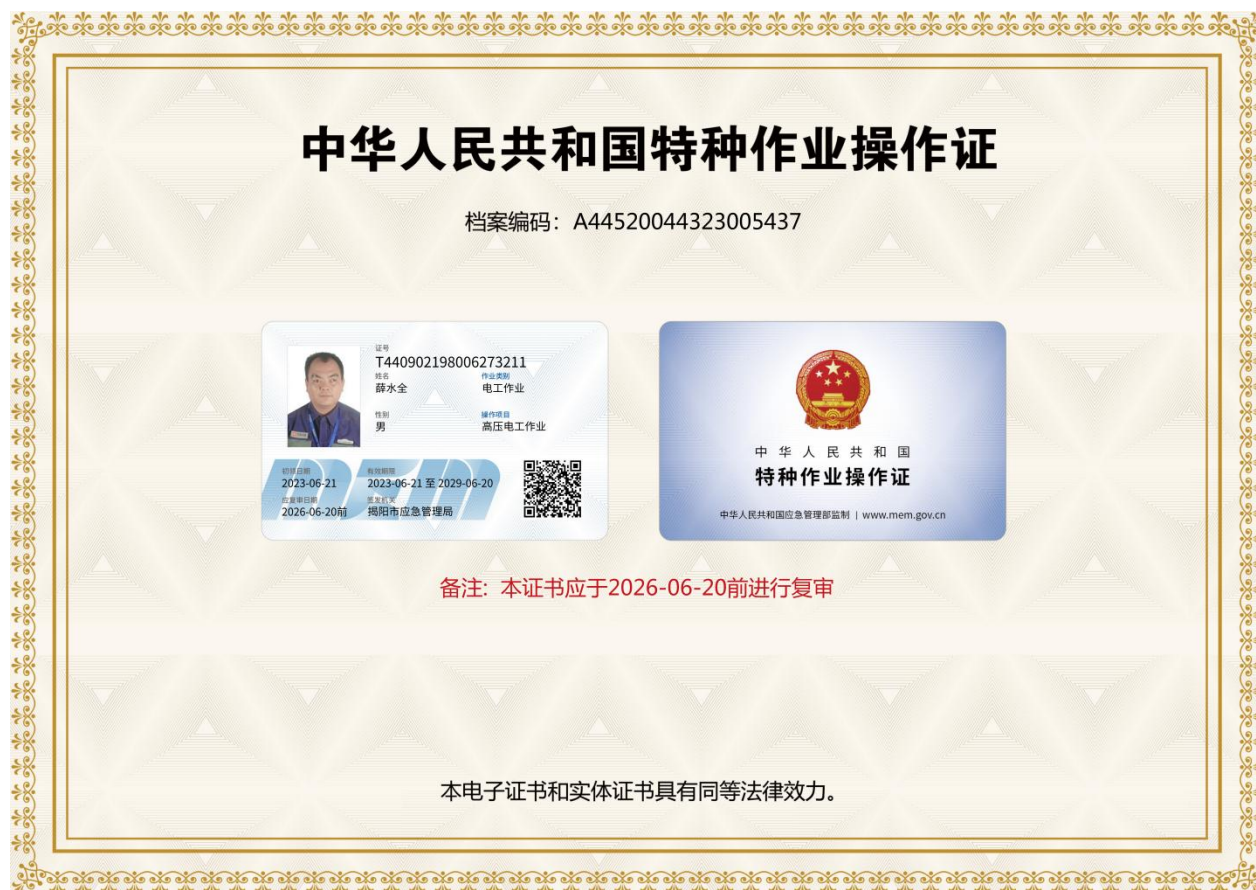 中华人民共和国特种作业操作证
档案编码：A44520044323005437
证号
T440902198006273211
姓名 作业类别
薛水全 电工作业
性别 操作项目
男 高压电工作业
初领日期 有效期限
2023-06-21 2023-06-21 至 2029-06-20
应复审日期 签发机关
2026-06-20前 揭阳市应急管理局
中华人民共和国
特种作业操作证
中华人民共和国应急管理部监制 | www.mem.gov.cn
备注: 本证书应于2026-06-20前进行复审
本电子证书和实体证书具有同等法律效力。